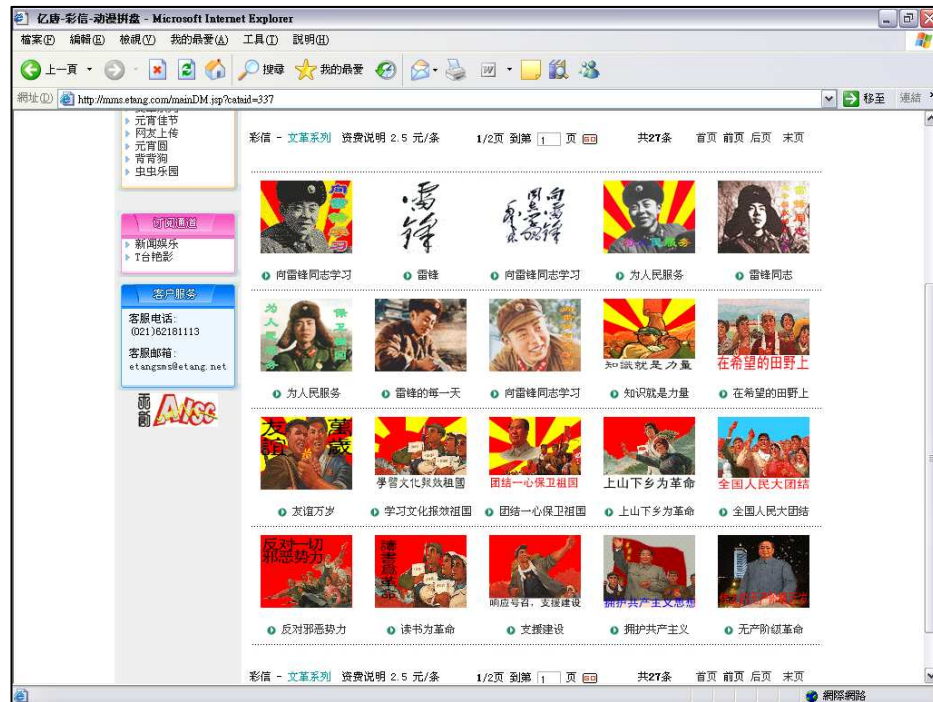 亿唐-彩信-动漫拼盘 - Microsoft Internet Explorer
檔案(F) 編輯(E) 檢視(V) 我的最愛(A) 工具(T) 說明(H)
上一頁 搜尋 我的最愛
網址(D) http://mms.etang.com/mainDM.jsp?cataid=337 移至 連結
元宵佳节
网友上传
元宵圆
背背狗
虫虫乐园
订阅通道
新闻娱乐
T台艳影
客户服务
客服电话:
(021)62181113
客服邮箱:
etangsms@etang.net
彩信 - 文革系列 资费说明 2.5 元/条 1/2页 到第 1 页 GO 共27条 首页 前页 后页 末页
向雷锋同志学习 雷锋 向雷锋同志学习 为人民服务 雷锋同志
为人民服务 保卫祖国 知識就是力量 在希望的田野上
为人民服务 雷锋的每一天 向雷锋同志学习 知识就是力量 在希望的田野上
友誼 萬歲 學習文化报效祖國 团结一心保卫祖国 上山下乡为革命 全国人民大团结
友谊万岁 学习文化报效祖国 团结一心保卫祖国 上山下乡为革命 全国人民大团结
反对一切邪恶势力 讀書為革命 响应号召，支援建设 拥护共产主义思想
反对邪恶势力 读书为革命 支援建设 拥护共产主义 无产阶级革命
彩信 - 文革系列 资费说明 2.5 元/条 1/2页 到第 1 页 GO 共27条 首页 前页 后页 末页
網際網路